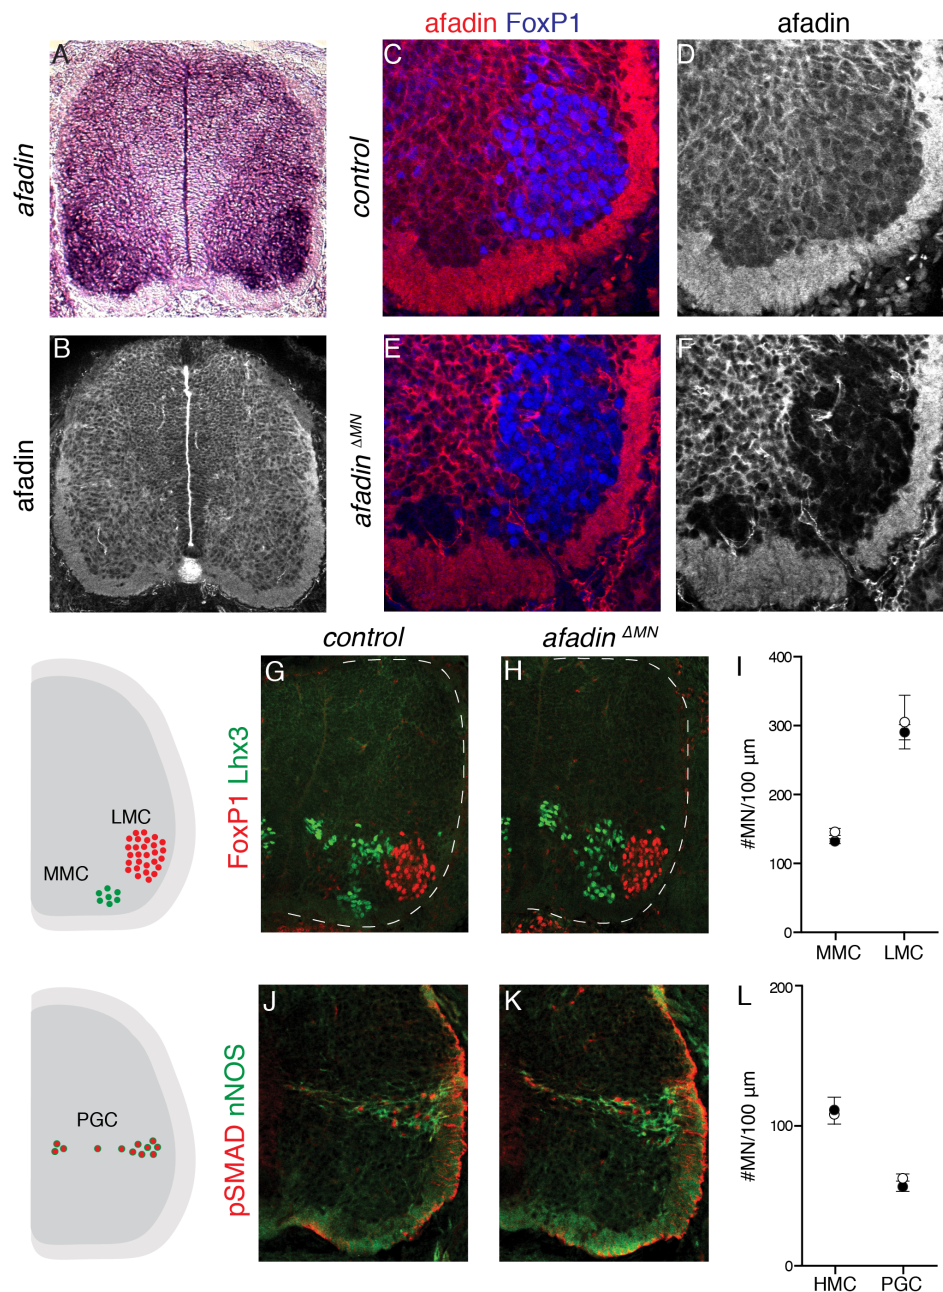 afadin FoxP1
afadin
A
afadin
C
control
D
B
afadin
E
afadin ΔMN
F
control
afadin ΔMN
LMC
MMC
FoxP1 Lhx3
G
H
I
#MN/100 µm
400
300
200
100
0
MMC
LMC
PGC
pSMAD nNOS
J
K
L
#MN/100 µm
200
100
0
HMC
PGC